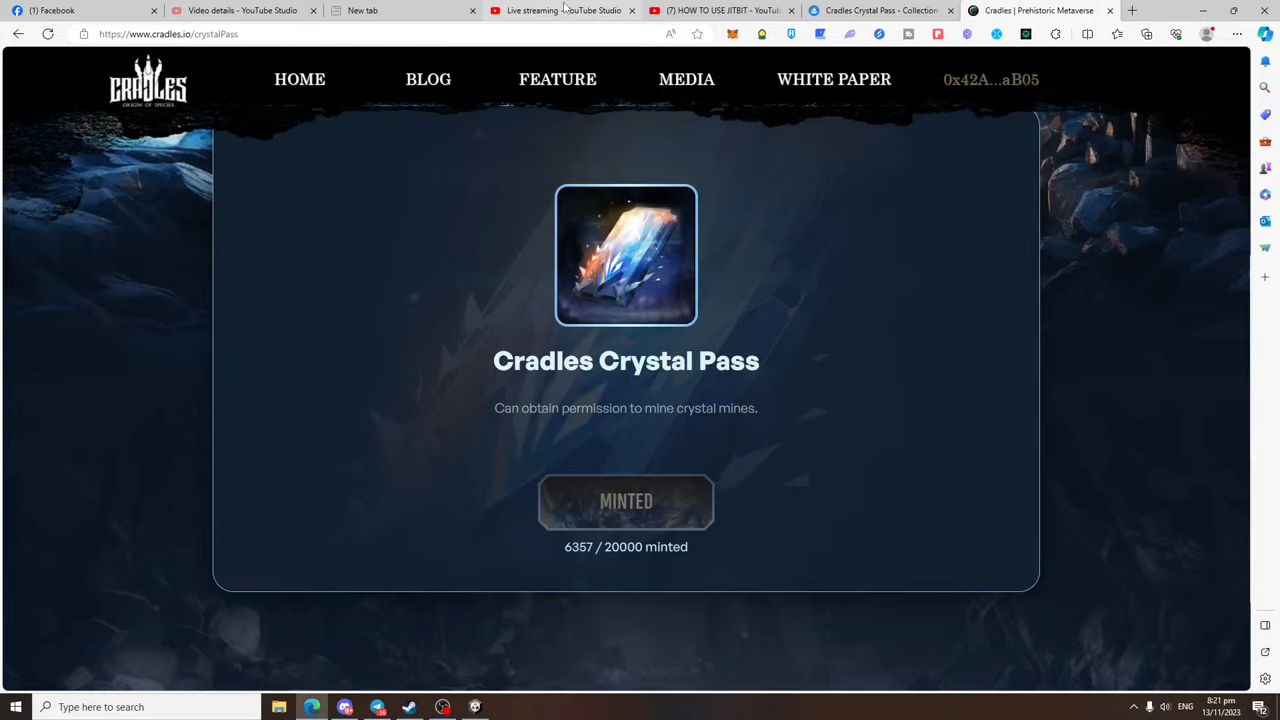 (1) Facebook
Video details - YouTube Studio
New tab
Live streaming - YouTube Studio
(7) HOW TO USE JITBIT - YouTub
Cradles Crystal Pass - Collection
Cradles | Prehistoric Metaverse
https://www.cradles.io/crystalPass
CRADLES
ORIGIN OF SPECIES
HOME
BLOG
FEATURE
MEDIA
WHITE PAPER
0x42A...aB05
Cradles Crystal Pass
Can obtain permission to mine crystal mines.
MINTED
6357 / 20000 minted
Type here to search
16
ENG
8:21 pm
13/11/2023
12